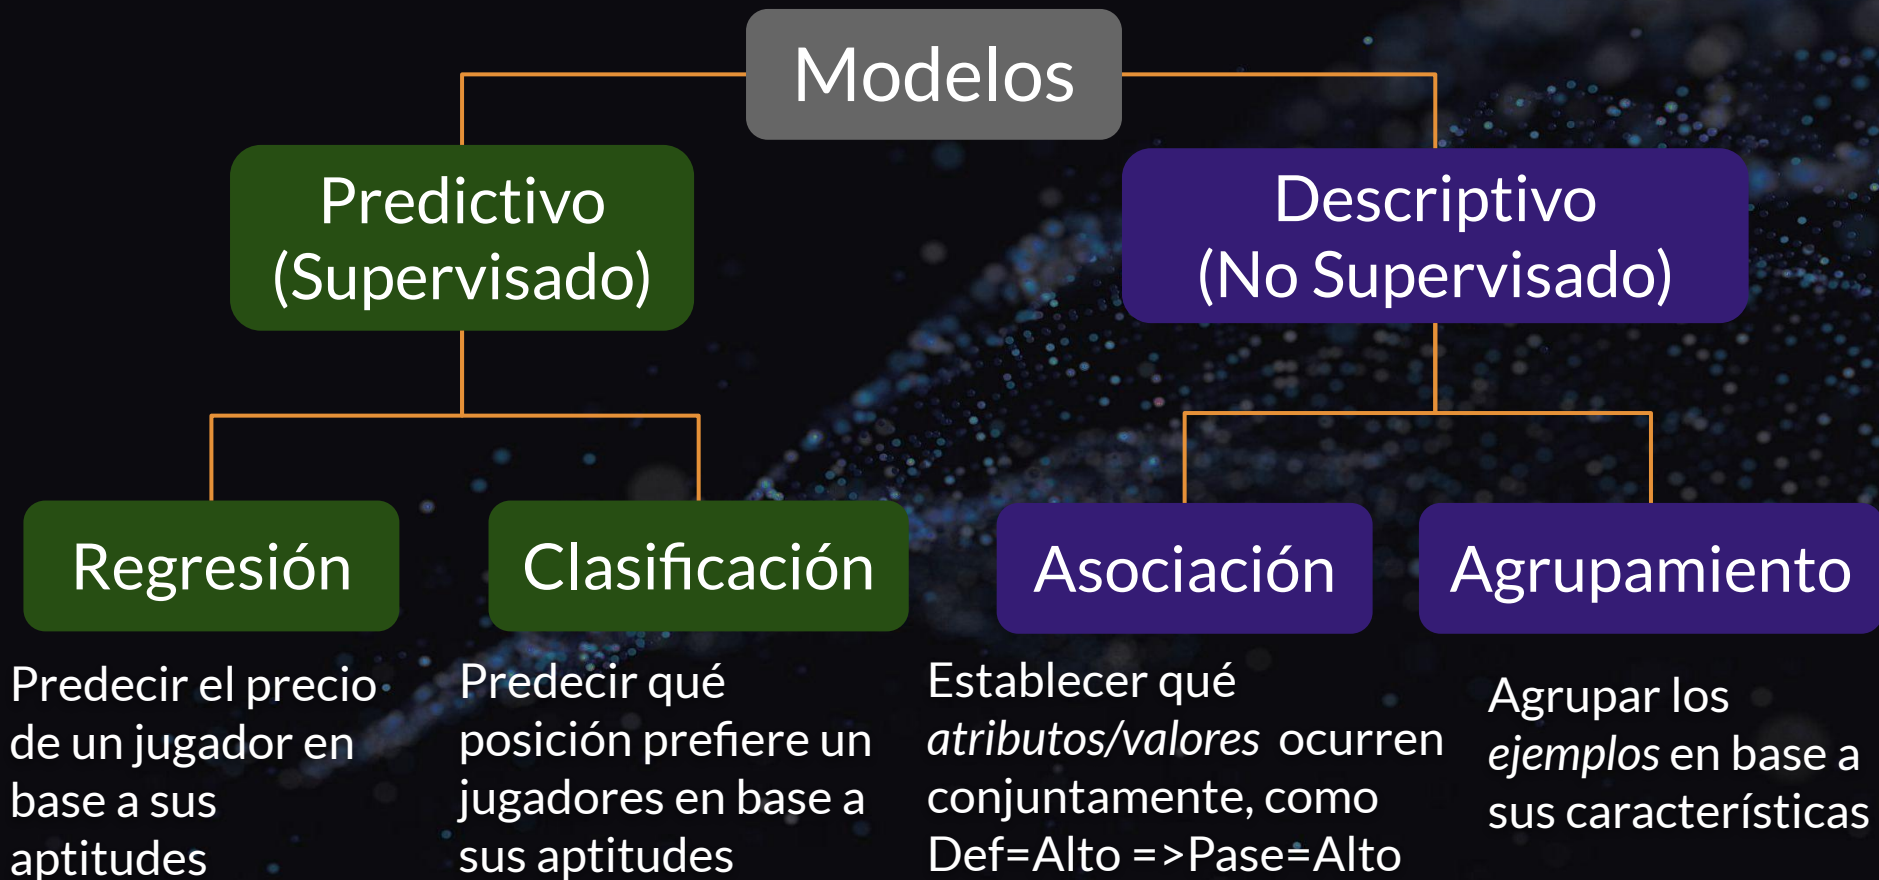 Modelos
Predictivo
(Supervisado)
Descriptivo
(No Supervisado)
Regresión
Clasificación
Asociación
Agrupamiento
Predecir el precio
de un jugador en
base a sus
aptitudes
Predecir qué
posición prefiere un
jugadores en base a
sus aptitudes
Establecer qué
atributos/valores ocurren
conjuntamente, como
Def=Alto =>Pase=Alto
Agrupar los
ejemplos en base a
sus características